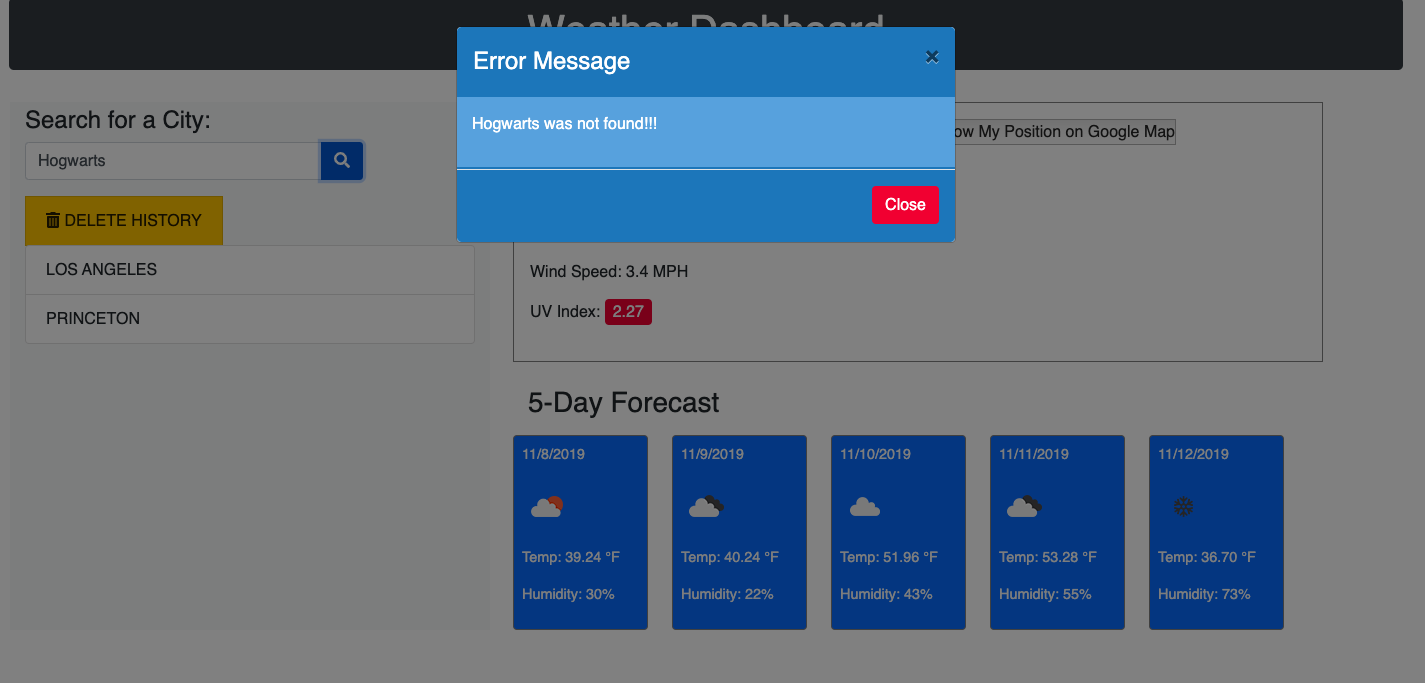 Weather Dashboard
Error Message
×
Hogwarts was not found!!!
Close
Search for a City:
Hogwarts
DELETE HISTORY
LOS ANGELES
PRINCETON
My Position on Google Map
Wind Speed: 3.4 MPH
UV Index: 2.27
5-Day Forecast
11/8/2019
Temp: 39.24 °F
Humidity: 30%
11/9/2019
Temp: 40.24 °F
Humidity: 22%
11/10/2019
Temp: 51.96 °F
Humidity: 43%
11/11/2019
Temp: 53.28 °F
Humidity: 55%
11/12/2019
Temp: 36.70 °F
Humidity: 73%